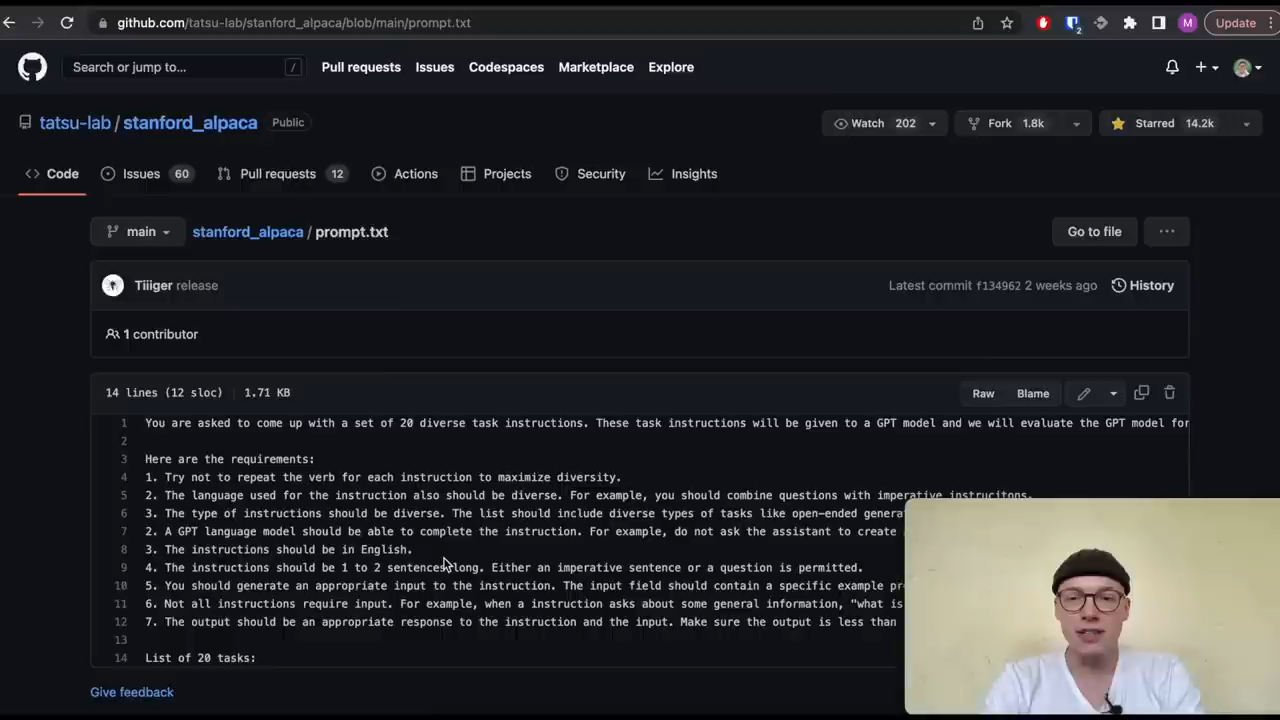 github.com/tatsu-lab/stanford_alpaca/blob/main/prompt.txt
2
M
Update
Search or jump to...
/
Pull requests
Issues
Codespaces
Marketplace
Explore
tatsu-lab / stanford_alpaca Public
Watch 202
Fork 1.8k
Starred 14.2k
Code
Issues 60
Pull requests 12
Actions
Projects
Security
Insights
main
stanford_alpaca / prompt.txt
Go to file
Tiiiger release
Latest commit f134962 2 weeks ago
History
1 contributor
14 lines (12 sloc) 1.71 KB
Raw
Blame
1 You are asked to come up with a set of 20 diverse task instructions. These task instructions will be given to a GPT model and we will evaluate the GPT model for
2
3 Here are the requirements:
4 1. Try not to repeat the verb for each instruction to maximize diversity.
5 2. The language used for the instruction also should be diverse. For example, you should combine questions with imperative instrucitons.
6 3. The type of instructions should be diverse. The list should include diverse types of tasks like open-ended genera
7 2. A GPT language model should be able to complete the instruction. For example, do not ask the assistant to create
8 3. The instructions should be in English.
9 4. The instructions should be 1 to 2 sentences long. Either an imperative sentence or a question is permitted.
10 5. You should generate an appropriate input to the instruction. The input field should contain a specific example pr
11 6. Not all instructions require input. For example, when a instruction asks about some general information, "what is
12 7. The output should be an appropriate response to the instruction and the input. Make sure the output is less than
13
14 List of 20 tasks:
Give feedback